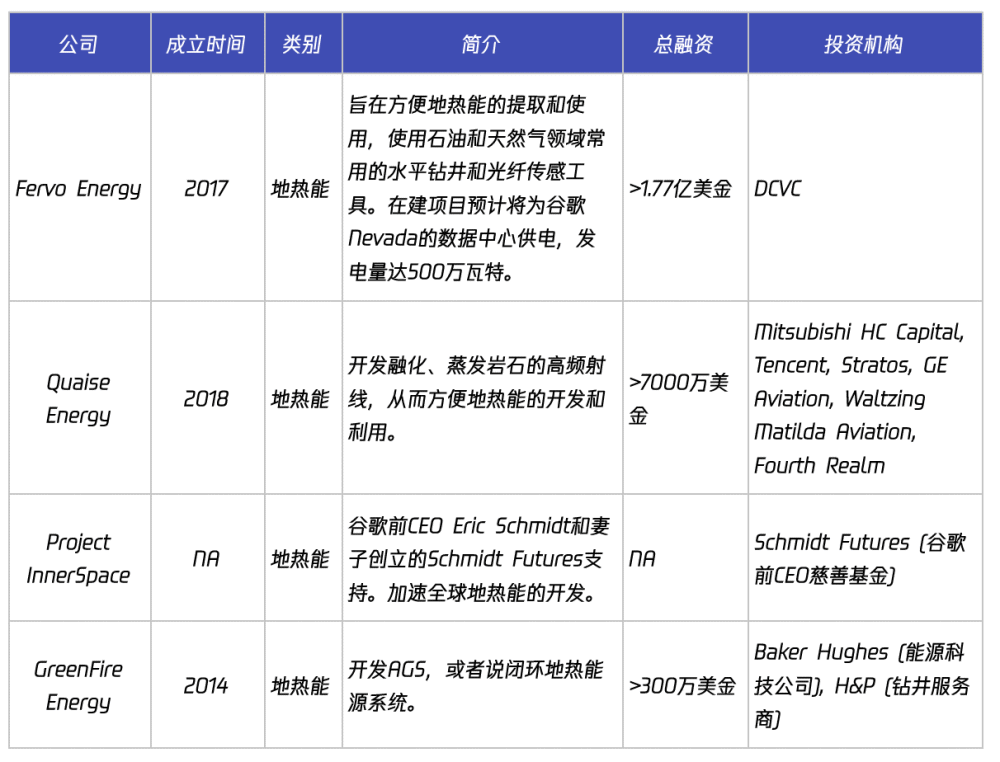 公司 成立时间 类别 简介 总融资 投资机构
Fervo Energy
2017
地热能
旨在方便地热能的提取和使
用，使用石油和天然气领域常
用的水平钻井和光纤传感工
具。在建项目预计将为谷歌
Nevada的数据中心供电，发
电量达500万瓦特。
>1.77亿美金
DCVC
Quaise
Energy
2018
地热能
开发融化、蒸发岩石的高频射
线，从而方便地热能的开发和
利用。
>7000万美
金
Mitsubishi HC Capital,
Tencent, Stratos, GE
Aviation, Waltzing
Matilda Aviation,
Fourth Realm
Project
InnerSpace
NA
地热能
谷歌前CEO Eric Schmidt和妻
子创立的Schmidt Futures支
持。加速全球地热能的开发。
NA
Schmidt Futures (谷歌
前CEO慈善基金)
GreenFire
Energy
2014
地热能
开发AGS，或者说闭环地热能
源系统。
>300万美金
Baker Hughes (能源科
技公司), H&P (钻井服务
商)